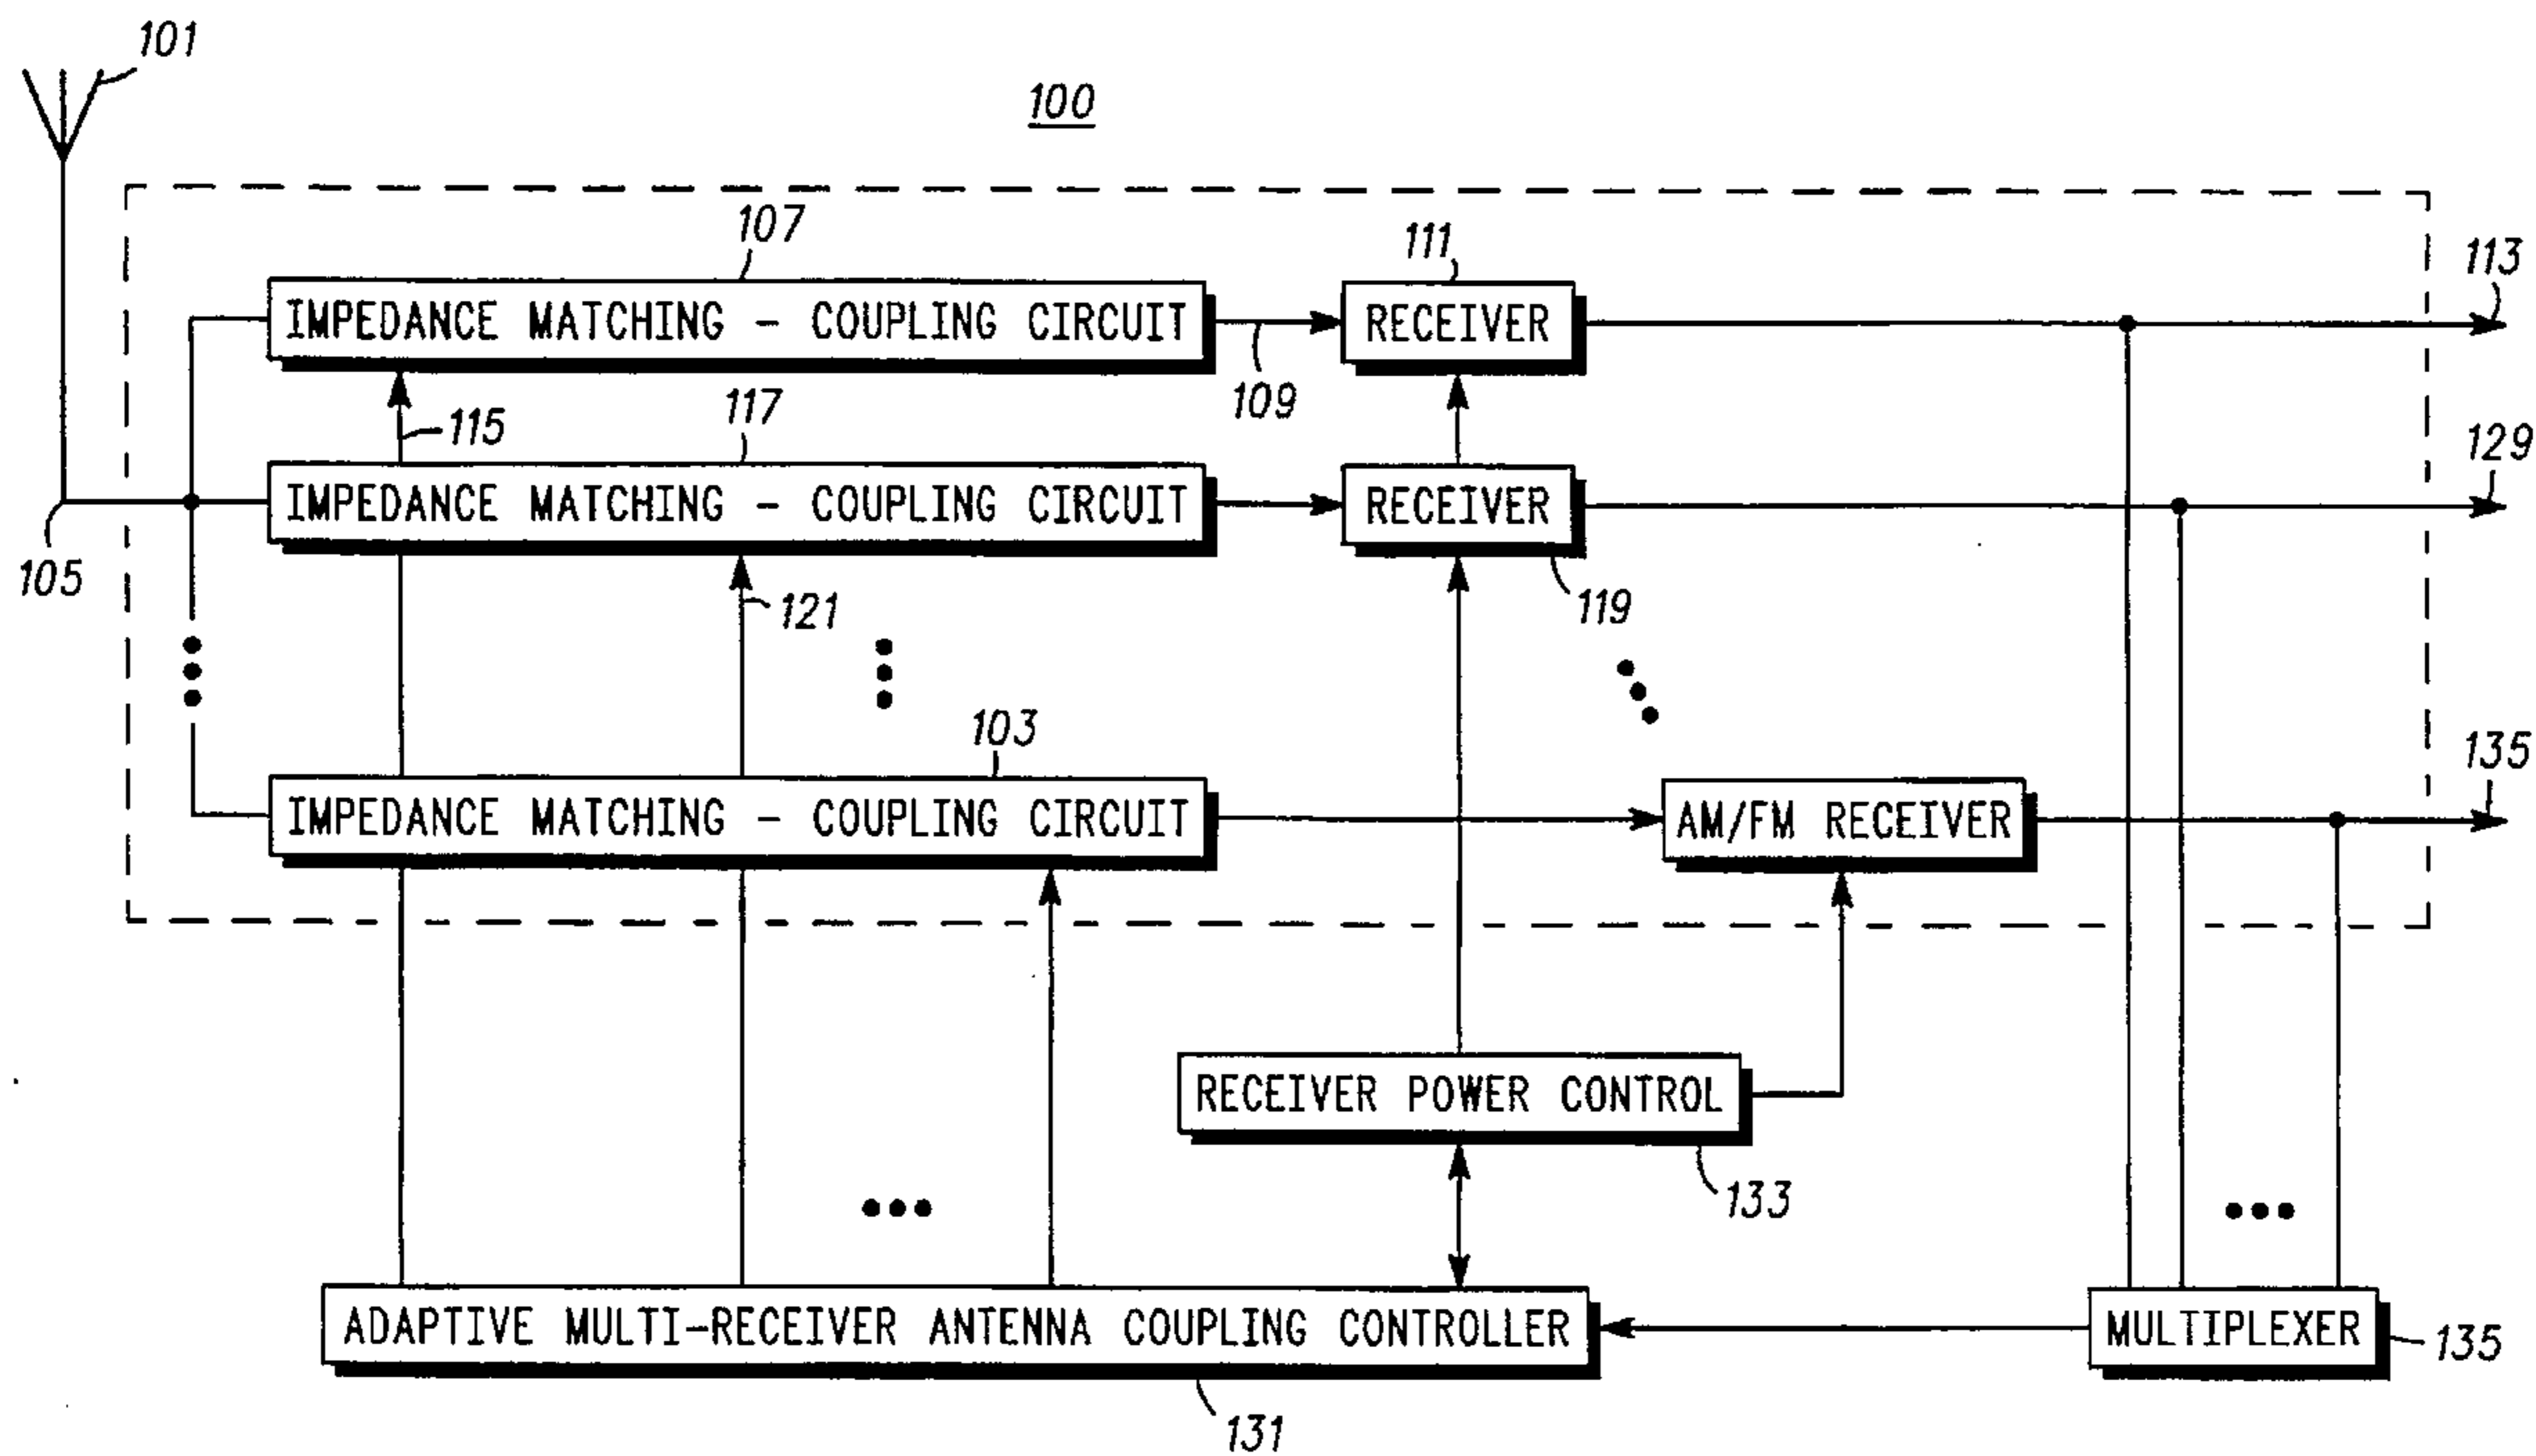 101
100
107
111
113
IMPEDANCE MATCHING - COUPLING CIRCUIT
RECEIVER
109
115
117
129
IMPEDANCE MATCHING - COUPLING CIRCUIT
RECEIVER
105
121
119
103
135
IMPEDANCE MATCHING - COUPLING CIRCUIT
AM/FM RECEIVER
RECEIVER POWER CONTROL
133
ADAPTIVE MULTI-RECEIVER ANTENNA COUPLING CONTROLLER
MULTIPLEXER
135
131